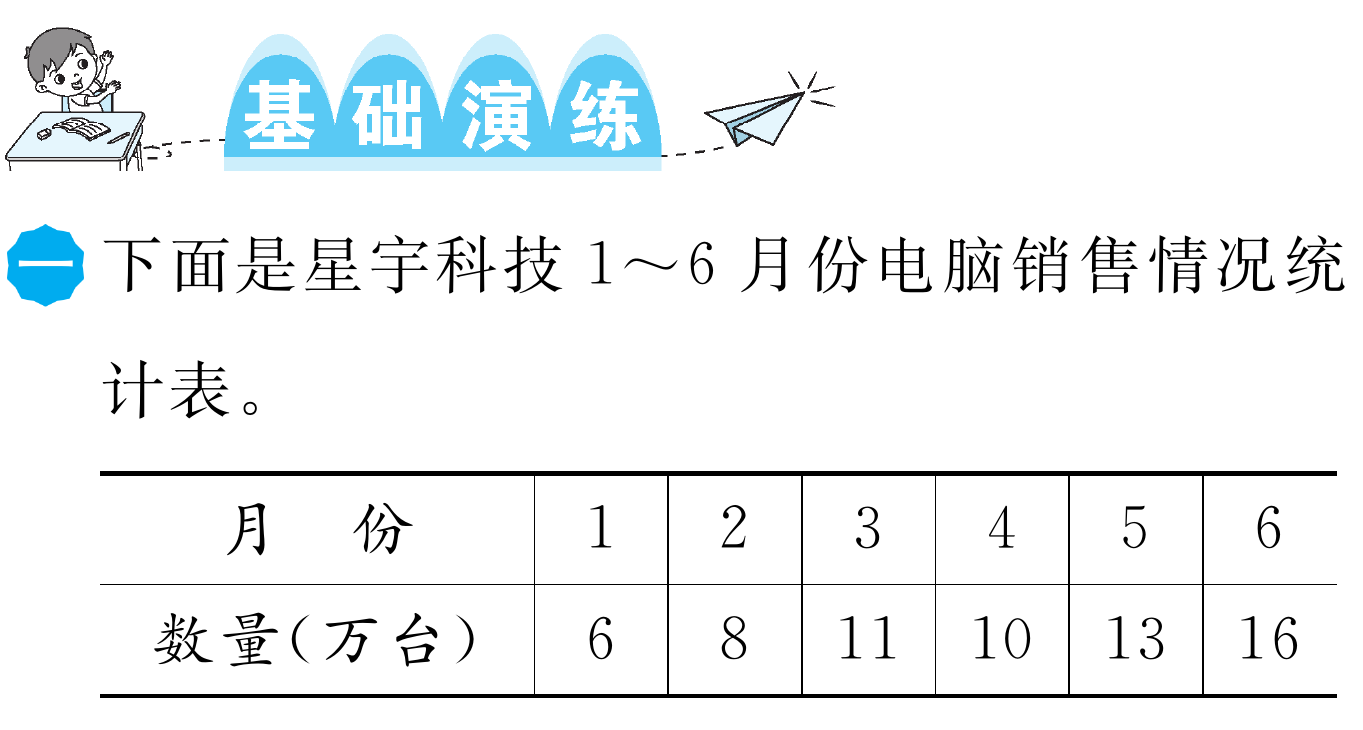 基础演练
一 下面是星宇科技1～6月份电脑销售情况统
计表。
月 份 1 2 3 4 5 6
数量(万台) 6 8 11 10 13 16